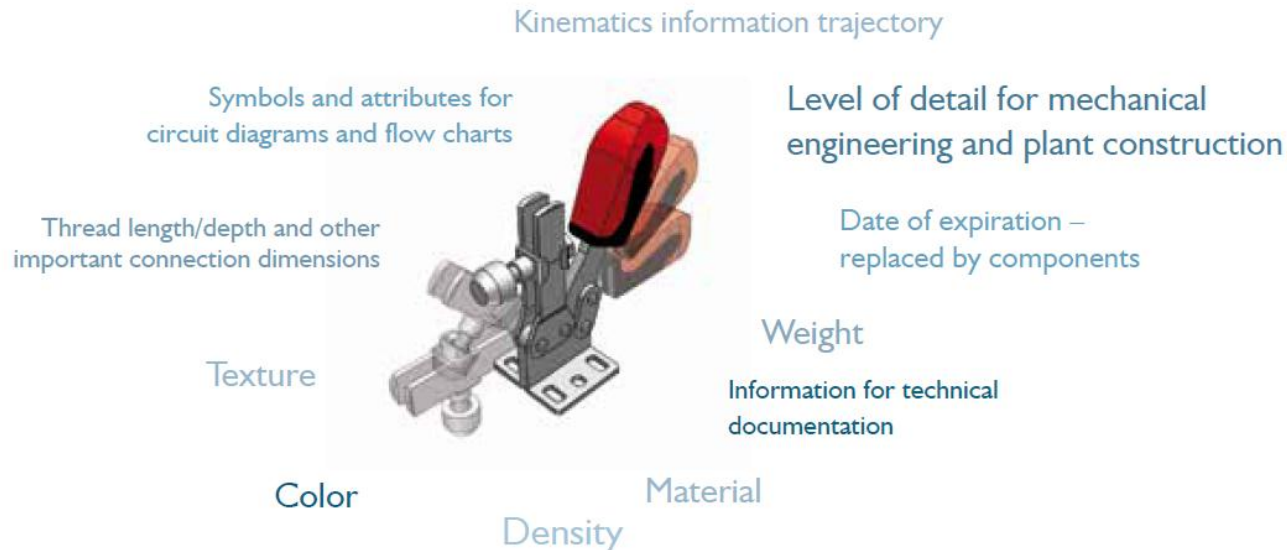 Kinematics information trajectory
Symbols and attributes for
circuit diagrams and flow charts
Level of detail for mechanical
engineering and plant construction
Thread length/depth and other
important connection dimensions
Date of expiration –
replaced by components
Weight
Texture
Information for technical
documentation
Color
Material
Density